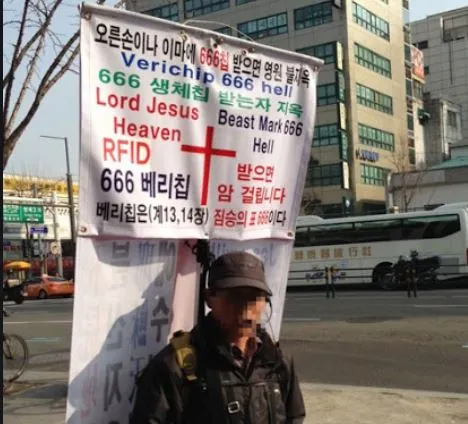 오른손이나 이마에 666칩 받으면 영원 불지옥
Verichip 666 hell
666 생체칩 받는자 지옥
Lord Jesus
Heaven
Beast Mark 666
Hell
RFID
666 베리칩
받으면
암 걸립니다
베리칩은(계13,14장) 짐승의 표 666이다